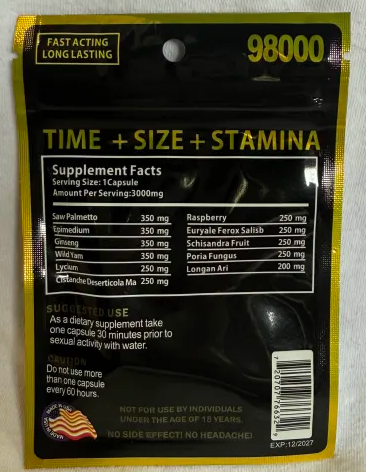 FAST ACTING
LONG LASTING
98000
TIME + SIZE + STAMINA
Supplement Facts
Serving Size: 1Capsule
Amount Per Serving:3000mg
Saw Palmetto 350 mg
Epimedium 350 mg
Ginseng 350 mg
Wild Yam 350 mg
Lycium 250 mg
Cistanche Deserticola Ma 250 mg
Raspberry 250 mg
Euryale Ferox Salisb 250 mg
Schisandra Fruit 250 mg
Poria Fungus 250 mg
Longan Ari 200 mg
SUGGESTED USE
As a dietary supplement take
one capsule 30 minutes prior to
sexual activity with water.
CAUTION
Do not use more
than one capsule
every 60 hours.
NOT FOR USE BY INDIVIDUALS
UNDER THE AGE OF 18 YEARS.
NO SIDE EFFECT! NO HEADACHE!
MADE IN USA
EXP:12/2027